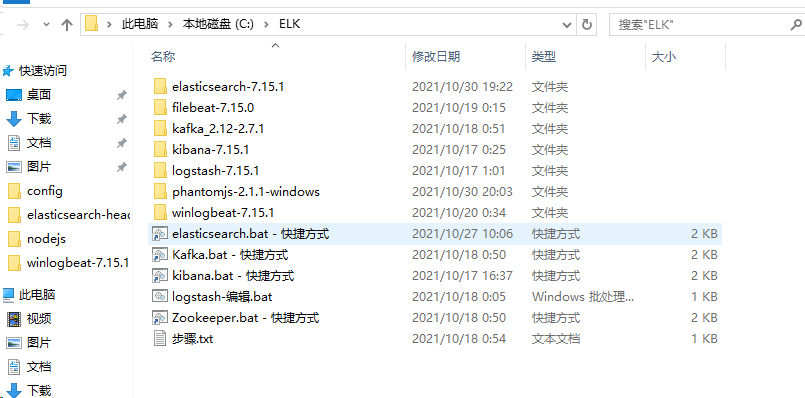 此电脑 本地磁盘 (C:) ELK 搜索"ELK"
名称 修改日期 类型 大小
快速访问
桌面
下载
文档
图片
config
elasticsearch-head
nodejs
winlogbeat-7.15.1
此电脑
视频
图片
文档
下载
elasticsearch-7.15.1 2021/10/30 19:22 文件夹
filebeat-7.15.0 2021/10/19 0:15 文件夹
kafka_2.12-2.7.1 2021/10/18 0:51 文件夹
kibana-7.15.1 2021/10/17 0:25 文件夹
logstash-7.15.1 2021/10/17 1:01 文件夹
phantomjs-2.1.1-windows 2021/10/30 20:03 文件夹
winlogbeat-7.15.1 2021/10/20 0:34 文件夹
elasticsearch.bat - 快捷方式 2021/10/27 10:06 快捷方式 2 KB
Kafka.bat - 快捷方式 2021/10/18 0:50 快捷方式 2 KB
kibana.bat - 快捷方式 2021/10/17 16:37 快捷方式 2 KB
logstash-编辑.bat 2021/10/18 0:05 Windows 批处理... 1 KB
Zookeeper.bat - 快捷方式 2021/10/18 0:50 快捷方式 2 KB
步骤.txt 2021/10/18 0:54 文本文档 1 KB